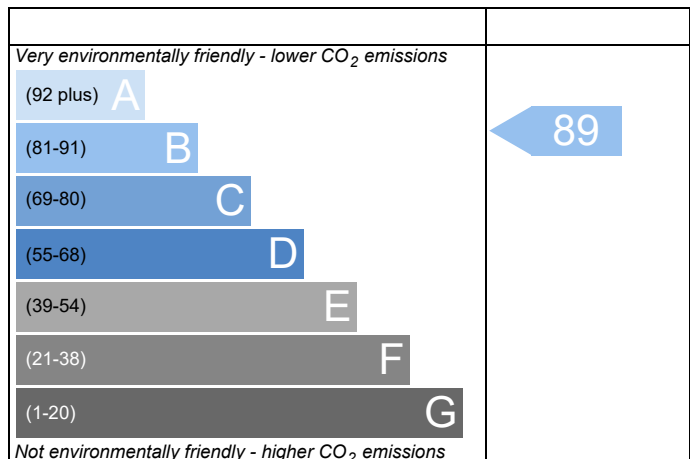 Very environmentally friendly - lower CO2 emissions
(92 plus) A
(81-91) B
89
(69-80) C
(55-68) D
(39-54) E
(21-38) F
(1-20) G
Not environmentally friendly - higher CO2 emissions